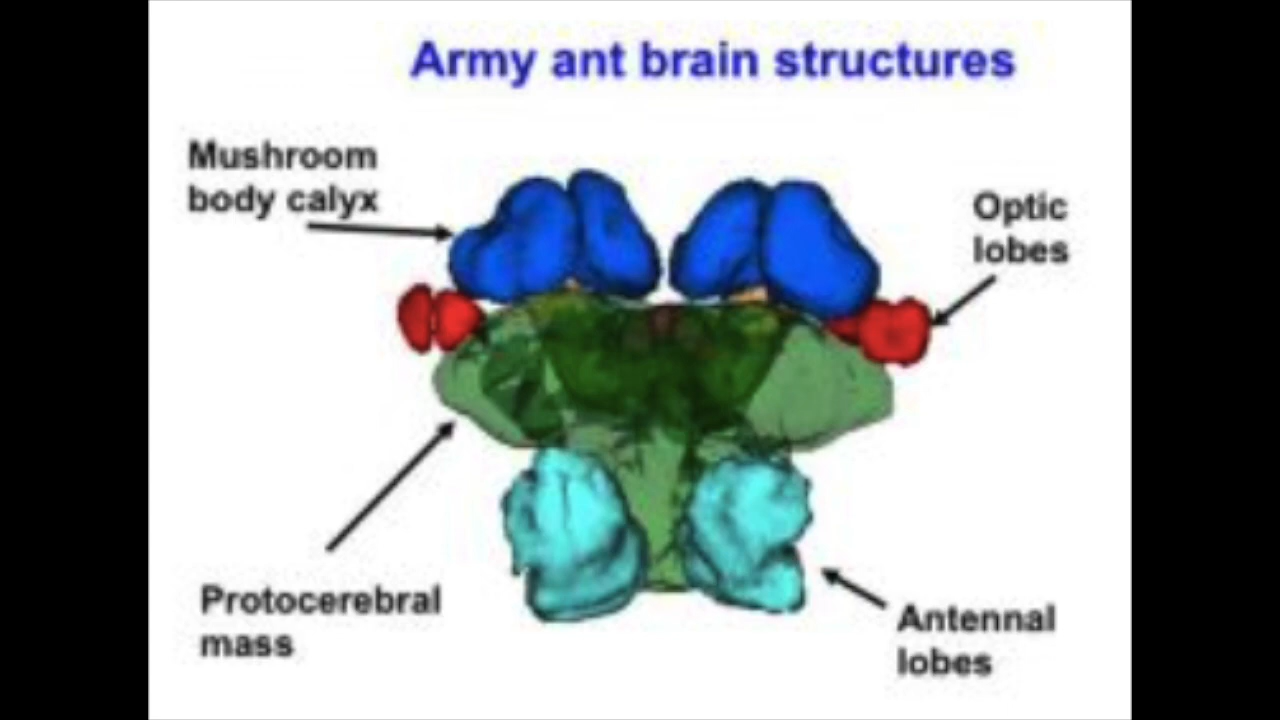 Army ant brain structures
Mushroom
body calyx
Optic
lobes
Protocerebral
mass
Antennal
lobes